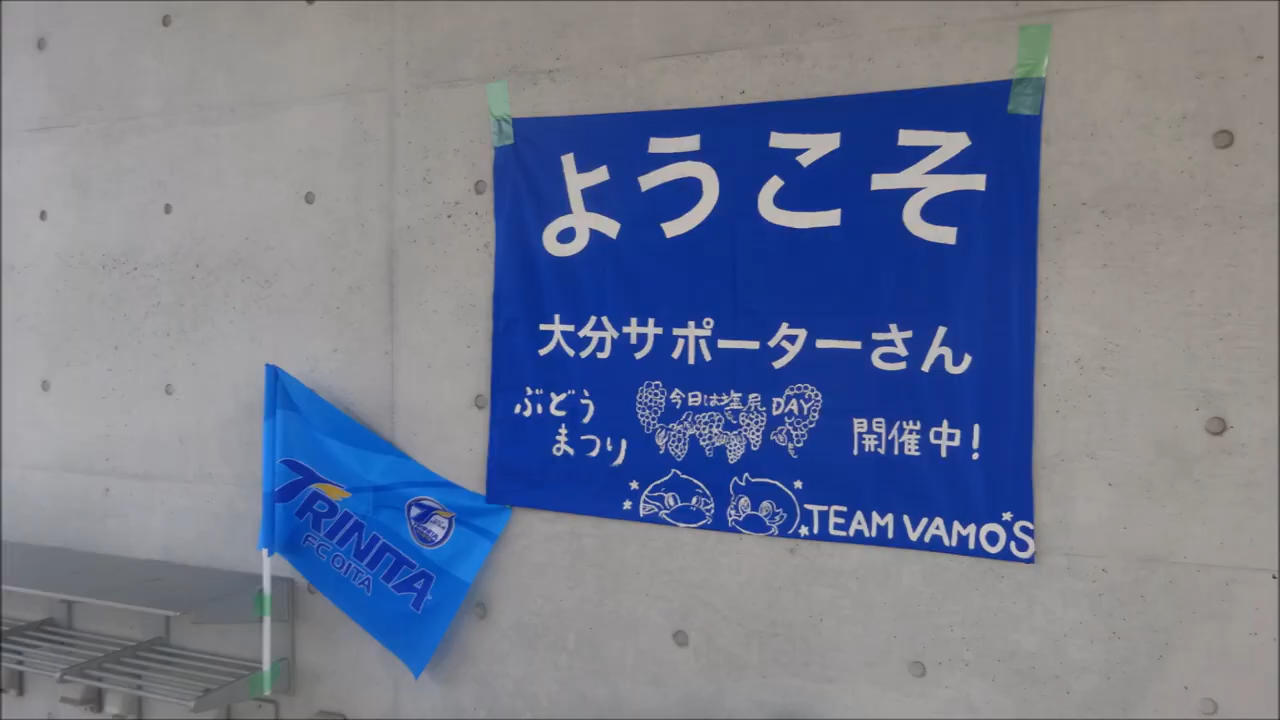 ようこそ
大分サポーターさん
ぶどう
まつり
今日は塩尻DAY
開催中!
TEAM VAMOS
TRINITA
FC OITA